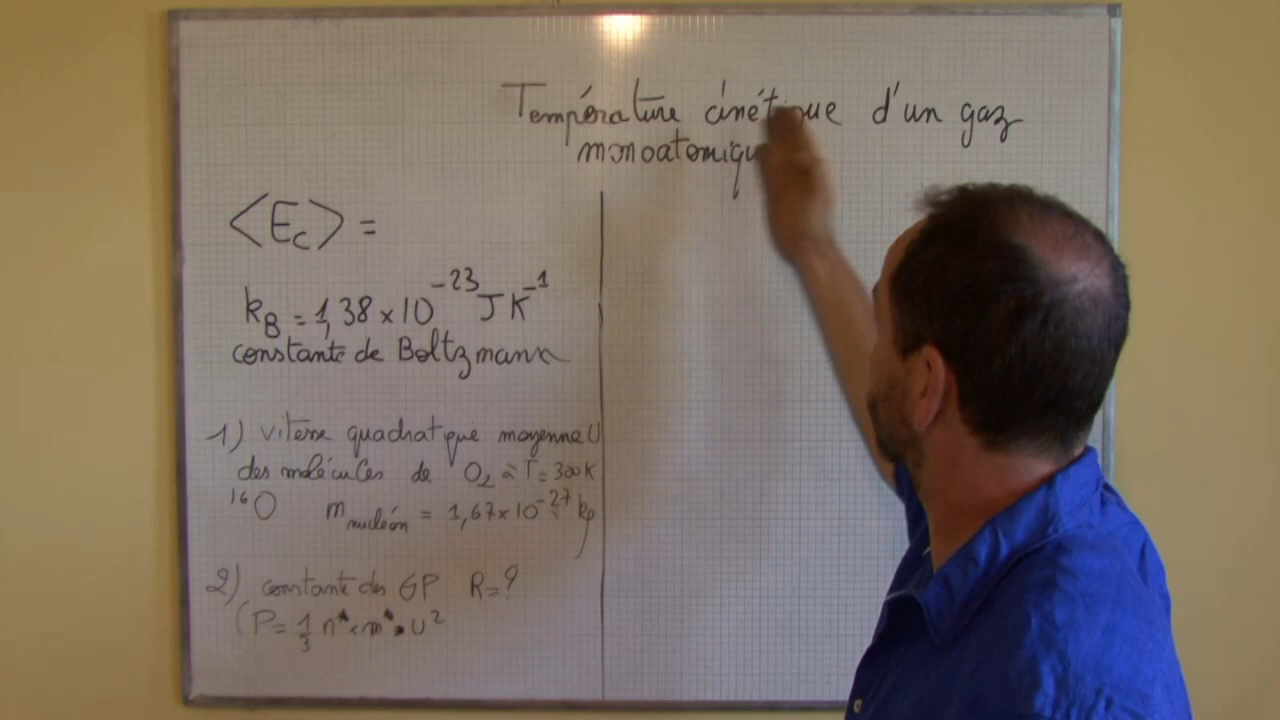 Température cinétique d'un gaz
monoatomique
<Ec> =
kB = 1,38 × 10^-23 J K^-1
constante de Boltzmann
1) vitesse quadratique moyenne U
des molécules de O2 à T = 300K
16O m nucléon = 1,67 × 10^-27 kg
2) constante des GP R = ?
(P = 1/3 n* × m* • U²